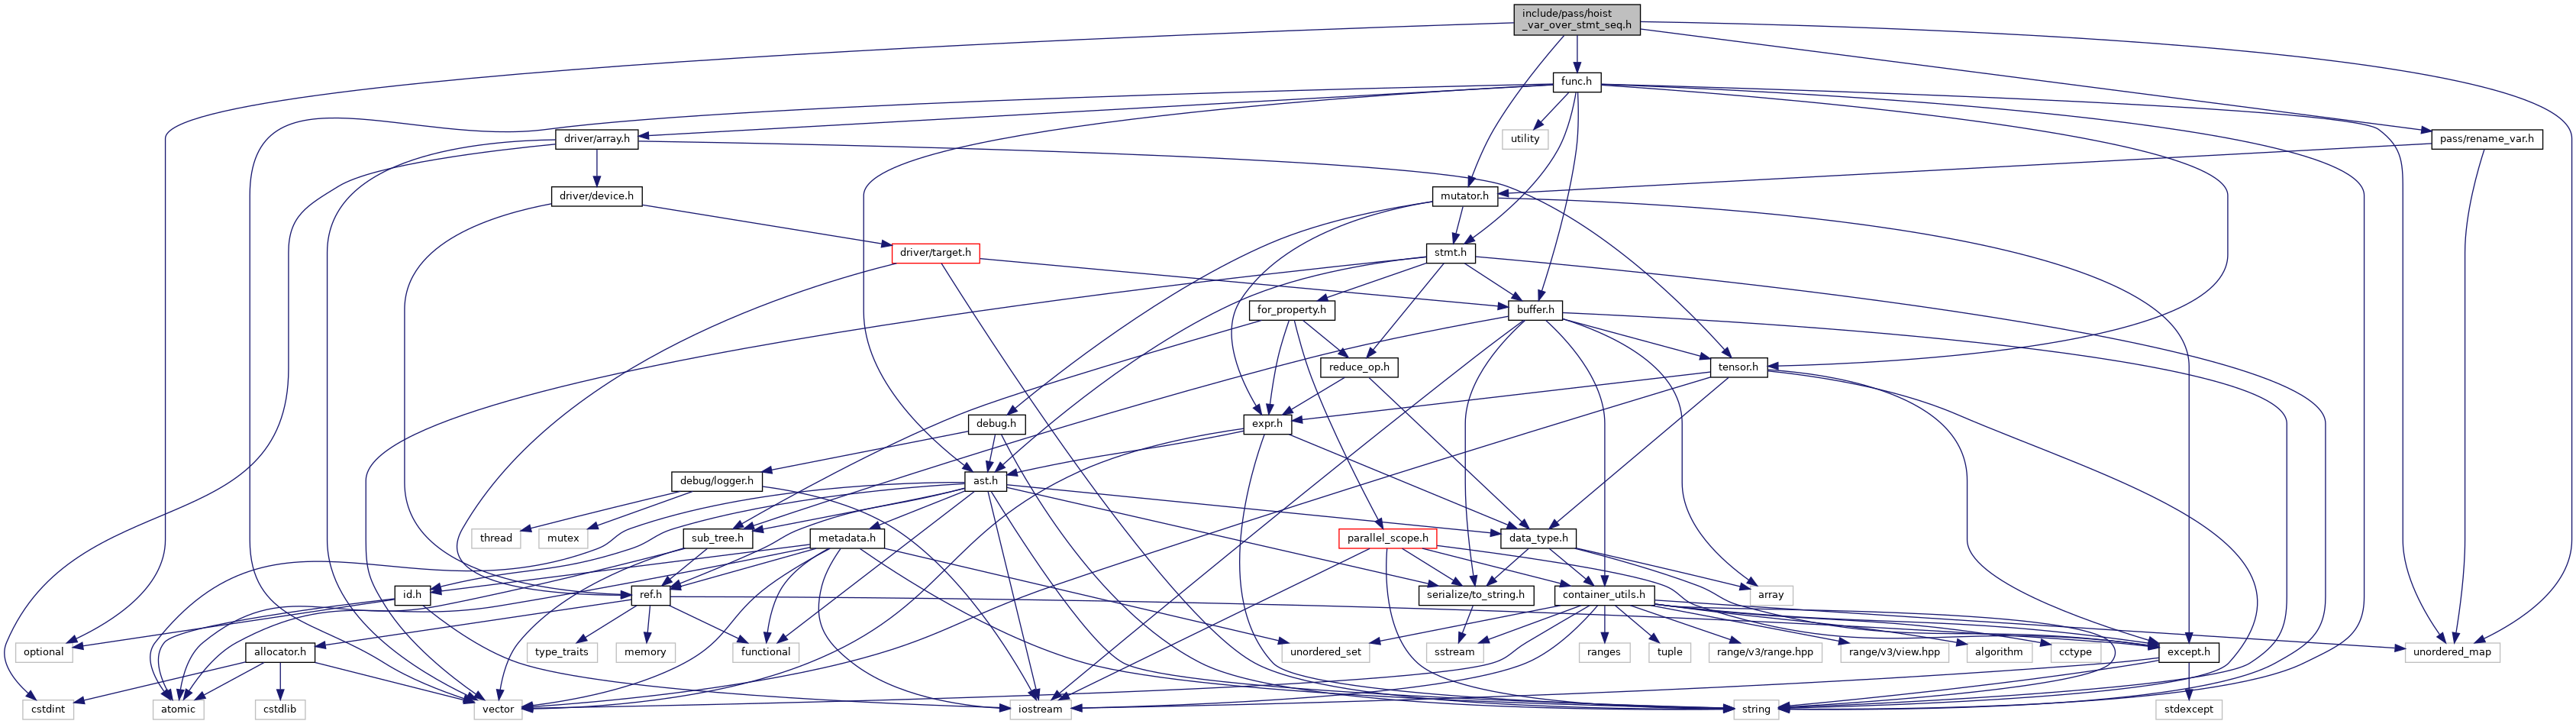 include/pass/hoist
_var_over_stmt_seq.h
func.h
driver/array.h
utility
pass/rename_var.h
driver/device.h
mutator.h
driver/target.h
stmt.h
for_property.h
buffer.h
reduce_op.h
tensor.h
debug.h
expr.h
debug/logger.h
ast.h
thread
mutex
sub_tree.h
metadata.h
parallel_scope.h
data_type.h
id.h
ref.h
serialize/to_string.h
container_utils.h
array
optional
allocator.h
type_traits
memory
functional
unordered_set
sstream
ranges
tuple
range/v3/range.hpp
range/v3/view.hpp
algorithm
cctype
except.h
unordered_map
cstdint
atomic
cstdlib
vector
iostream
string
stdexcept